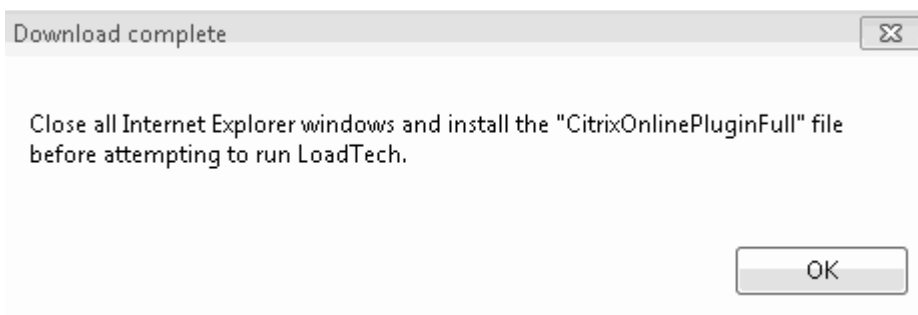 Download complete
Close all Internet Explorer windows and install the "CitrixOnlinePluginFull" file
before attempting to run LoadTech.
OK